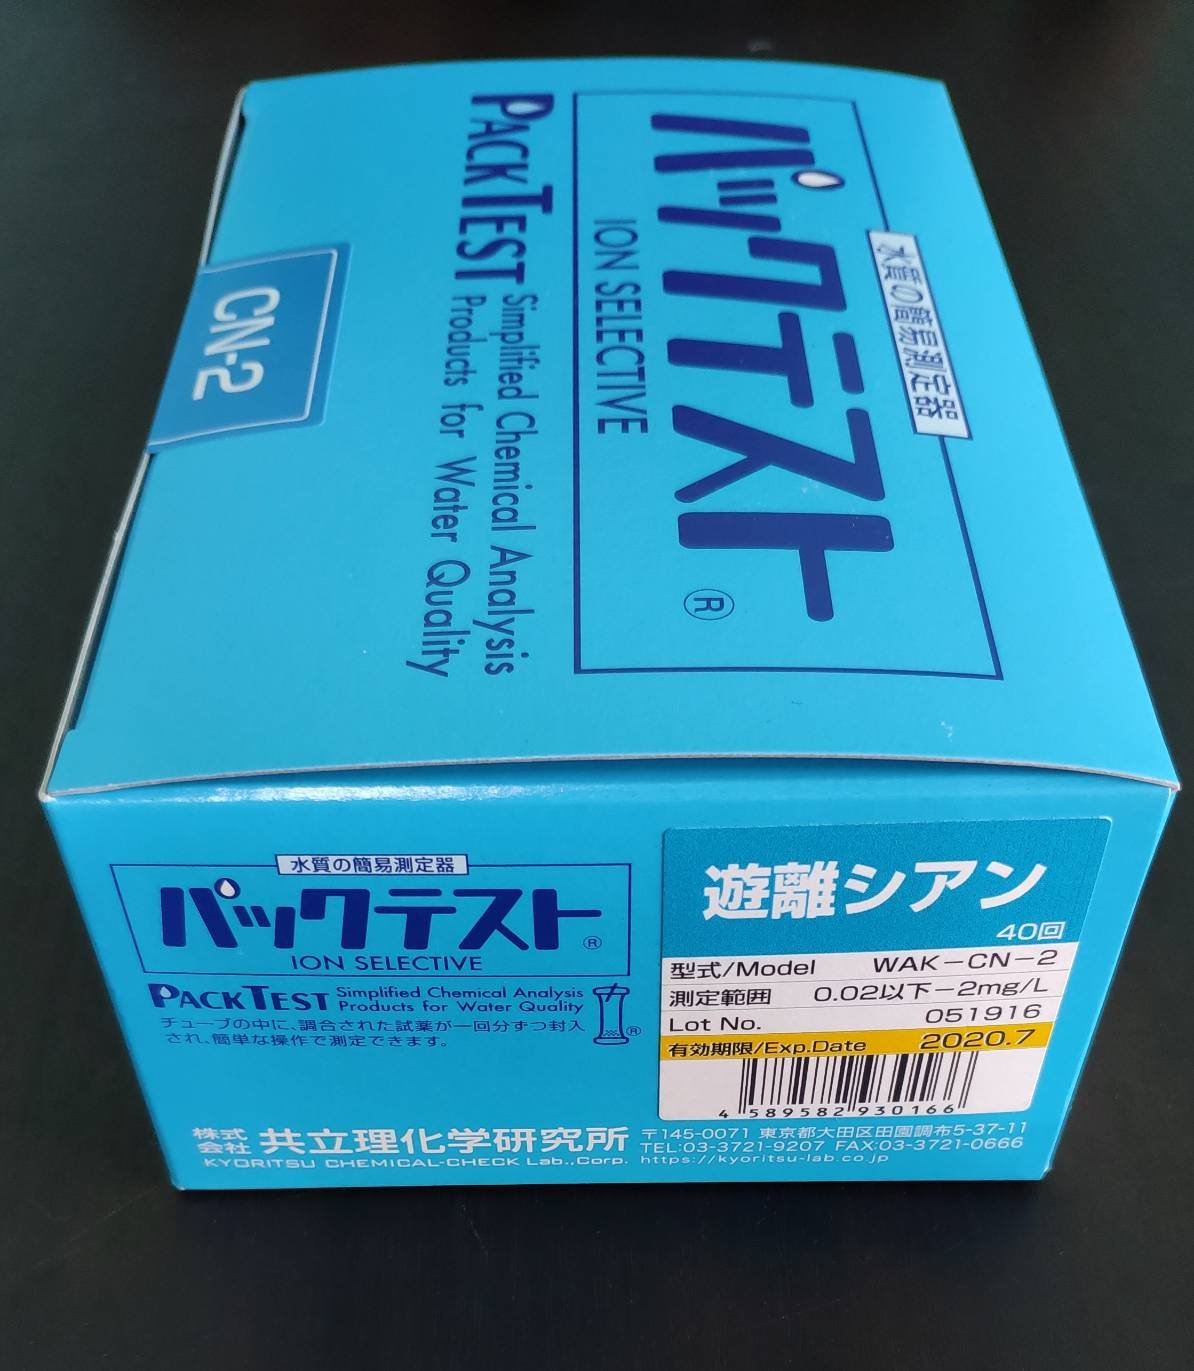 水質の簡易測定器
パックテスト®
ION SELECTIVE
PACKTEST Simplified Chemical Analysis
Products for Water Quality
CN-2
水質の簡易測定器
パックテスト®
ION SELECTIVE
PACKTEST Simplified Chemical Analysis
Products for Water Quality
®
チューブの中に、調合された試薬が一回分ずつ封入
され、簡単な操作で測定できます。
遊離シアン
40回
型式/Model WAK-CN-2
測定範囲 0.02以下-2mg/L
Lot No. 051916
有効期限/Exp.Date 2020.7
4 589582 930166
株式会社 共立理化学研究所
KYORITSU CHEMICAL-CHECK Lab.,Corp.
〒145-0071 東京都大田区田園調布5-37-11
TEL:03-3721-9207 FAX:03-3721-0666
https://kyoritsu-lab.co.jp